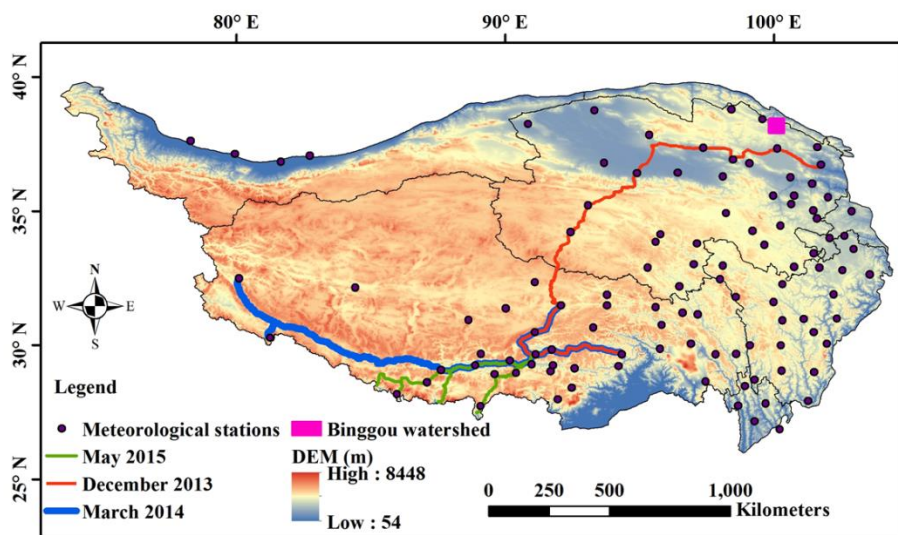 80° E 90° E 100° E
40° N
35° N
30° N
25° N
N
W E
S
Legend
Meteorological stations Binggou watershed
May 2015 DEM (m)
December 2013 High : 8448
March 2014 Low : 54
0 250 500 1,000
Kilometers